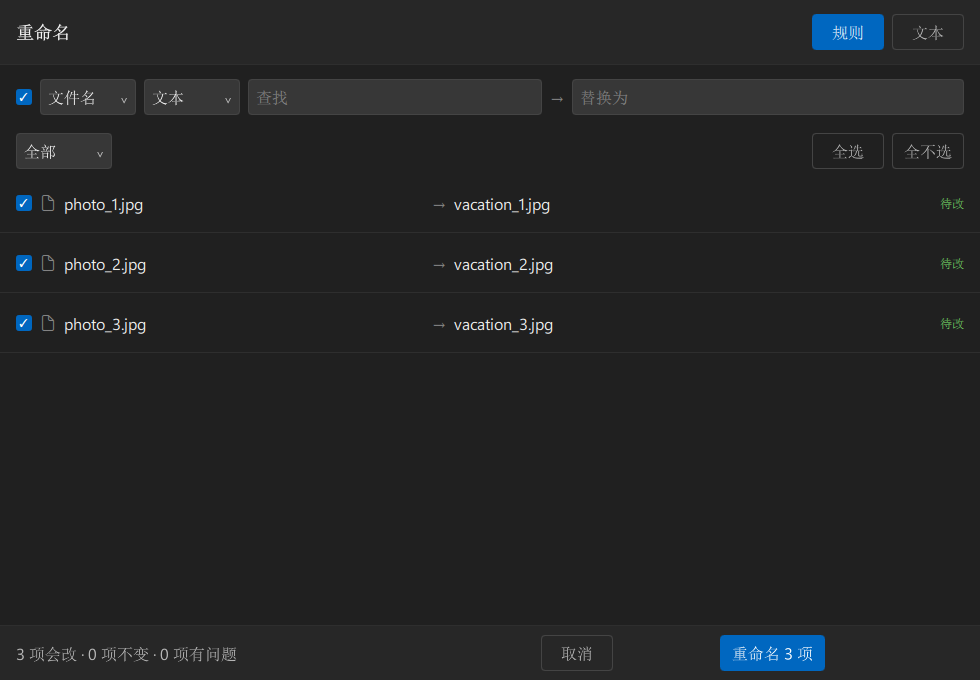 重命名 规则 文本
文件名 文本 查找 → 替换为
全部 全选 全不选
photo_1.jpg → vacation_1.jpg 待改
photo_2.jpg → vacation_2.jpg 待改
photo_3.jpg → vacation_3.jpg 待改
3 项会改 · 0 项不变 · 0 项有问题 取消 重命名 3 项